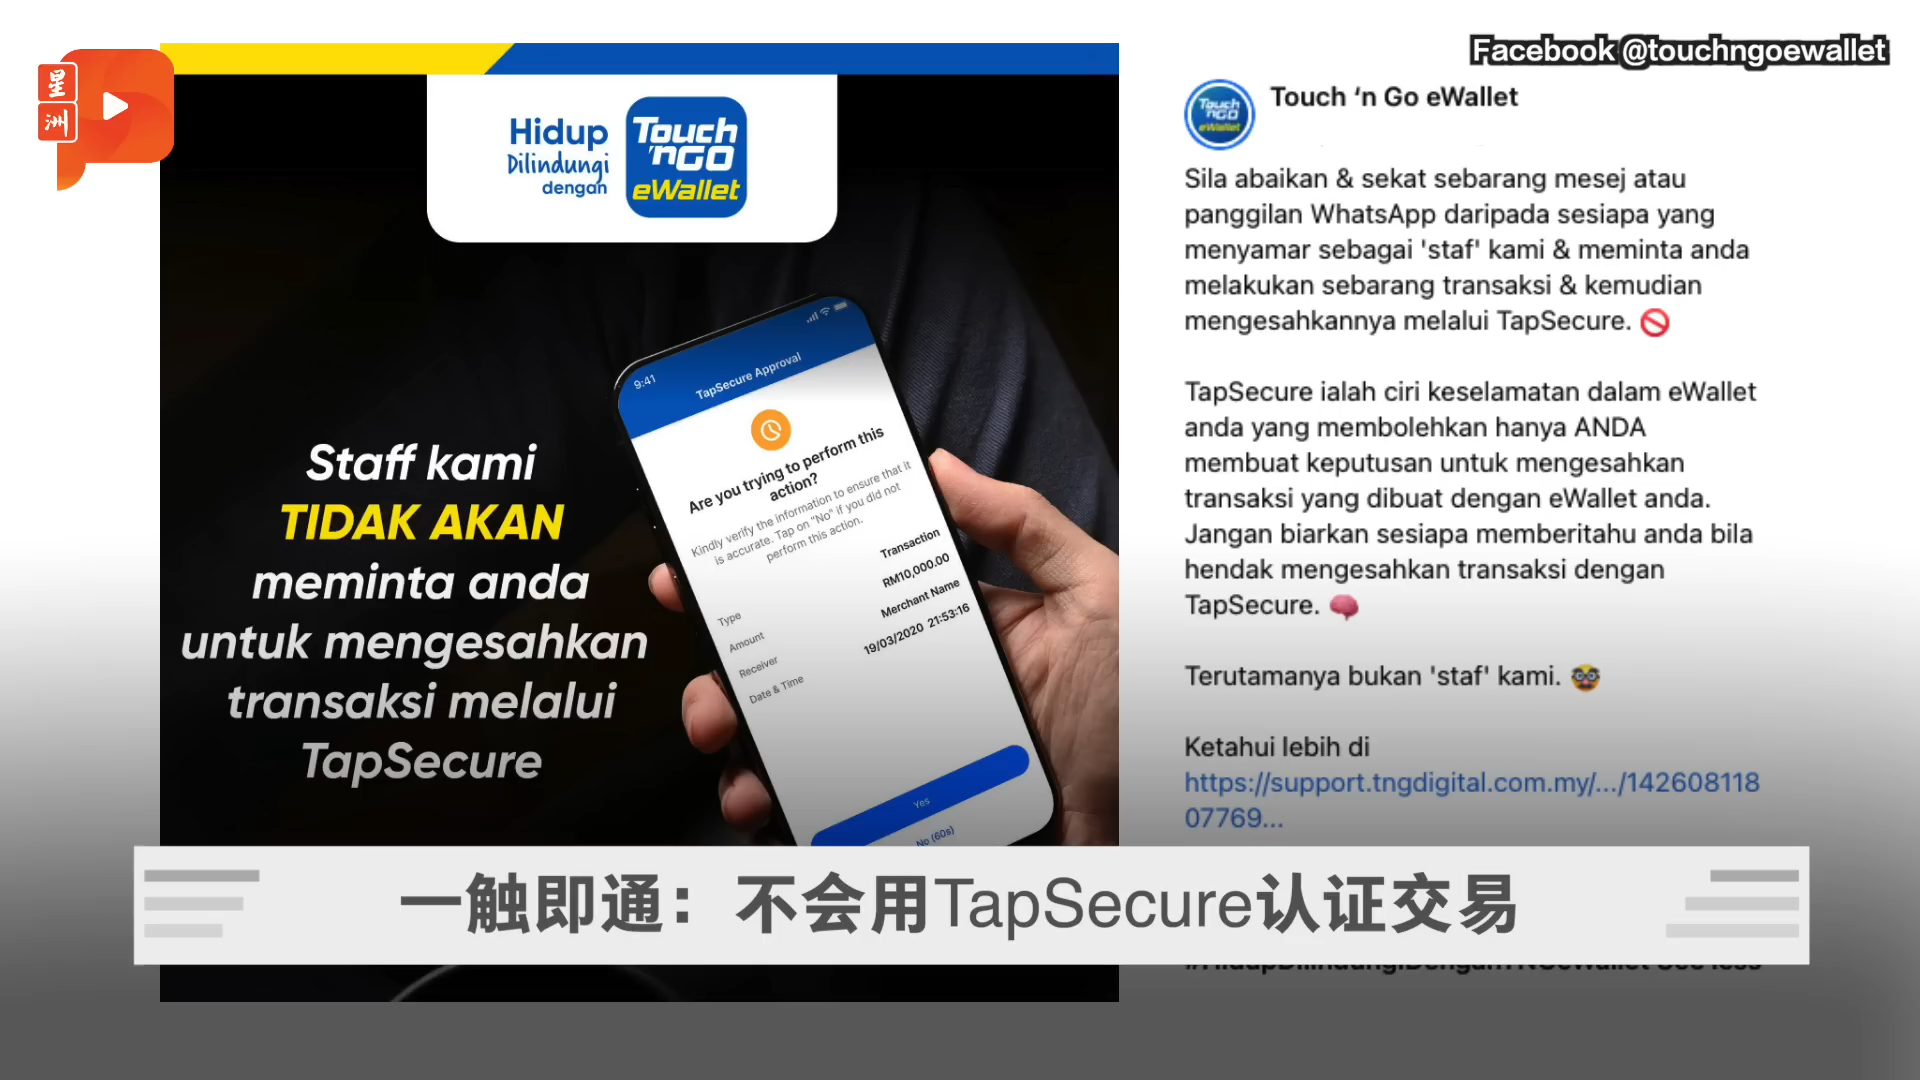 星洲
Facebook @touchngoewallet
Hidup
Dilindungi
dengan
Touch
'nGO
eWallet
Staff kami
TIDAK AKAN
meminta anda
untuk mengesahkan
transaksi melalui
TapSecure
9:41
TapSecure Approval
Are you trying to perform this
action?
Kindly verify the information to ensure that it
is accurate. Tap on "No" if you did not
perform this action.
Type Transaction
Amount RM10,000.00
Receiver Merchant Name
Date & Time 19/03/2020 21:53:16
Yes
No (60s)
Touch
'nGO
eWallet
Touch ‘n Go eWallet
Sila abaikan & sekat sebarang mesej atau
panggilan WhatsApp daripada sesiapa yang
menyamar sebagai 'staf' kami & meminta anda
melakukan sebarang transaksi & kemudian
mengesahkannya melalui TapSecure. 🚫
TapSecure ialah ciri keselamatan dalam eWallet
anda yang membolehkan hanya ANDA
membuat keputusan untuk mengesahkan
transaksi yang dibuat dengan eWallet anda.
Jangan biarkan sesiapa memberitahu anda bila
hendak mengesahkan transaksi dengan
TapSecure. 🧠
Terutamanya bukan 'staf' kami. 🥸
Ketahui lebih di
https://support.tngdigital.com.my/.../142608118
07769...
一触即通：不会用TapSecure认证交易